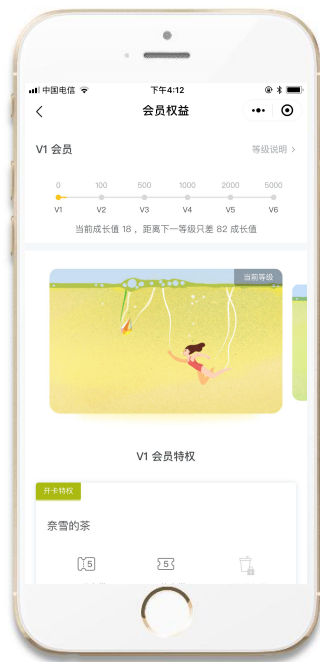 中国电信 下午4:12
会员权益
V1 会员 等级说明 >
0 100 500 1000 2000 5000
V1 V2 V3 V4 V5 V6
当前成长值 18 ，距离下一等级只差 82 成长值
当前等级
V1 会员特权
开卡特权
奈雪的茶
5 5